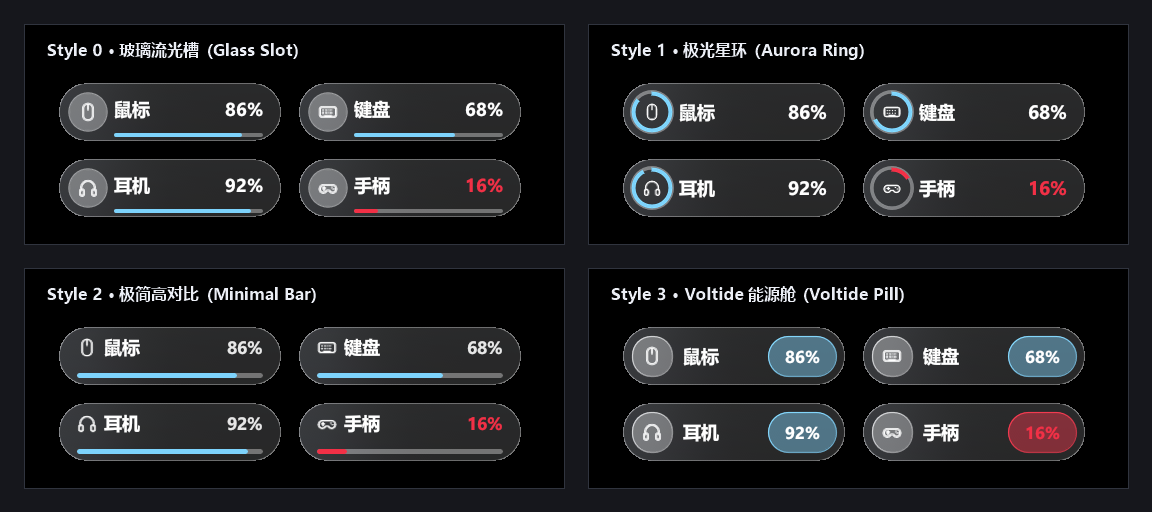 Style 0 • 玻璃流光槽 (Glass Slot)
鼠标 86%
键盘 68%
耳机 92%
手柄 16%
Style 1 • 极光星环 (Aurora Ring)
鼠标 86%
键盘 68%
耳机 92%
手柄 16%
Style 2 • 极简高对比 (Minimal Bar)
鼠标 86%
键盘 68%
耳机 92%
手柄 16%
Style 3 • Voltide 能源舱 (Voltide Pill)
鼠标 86%
键盘 68%
耳机 92%
手柄 16%